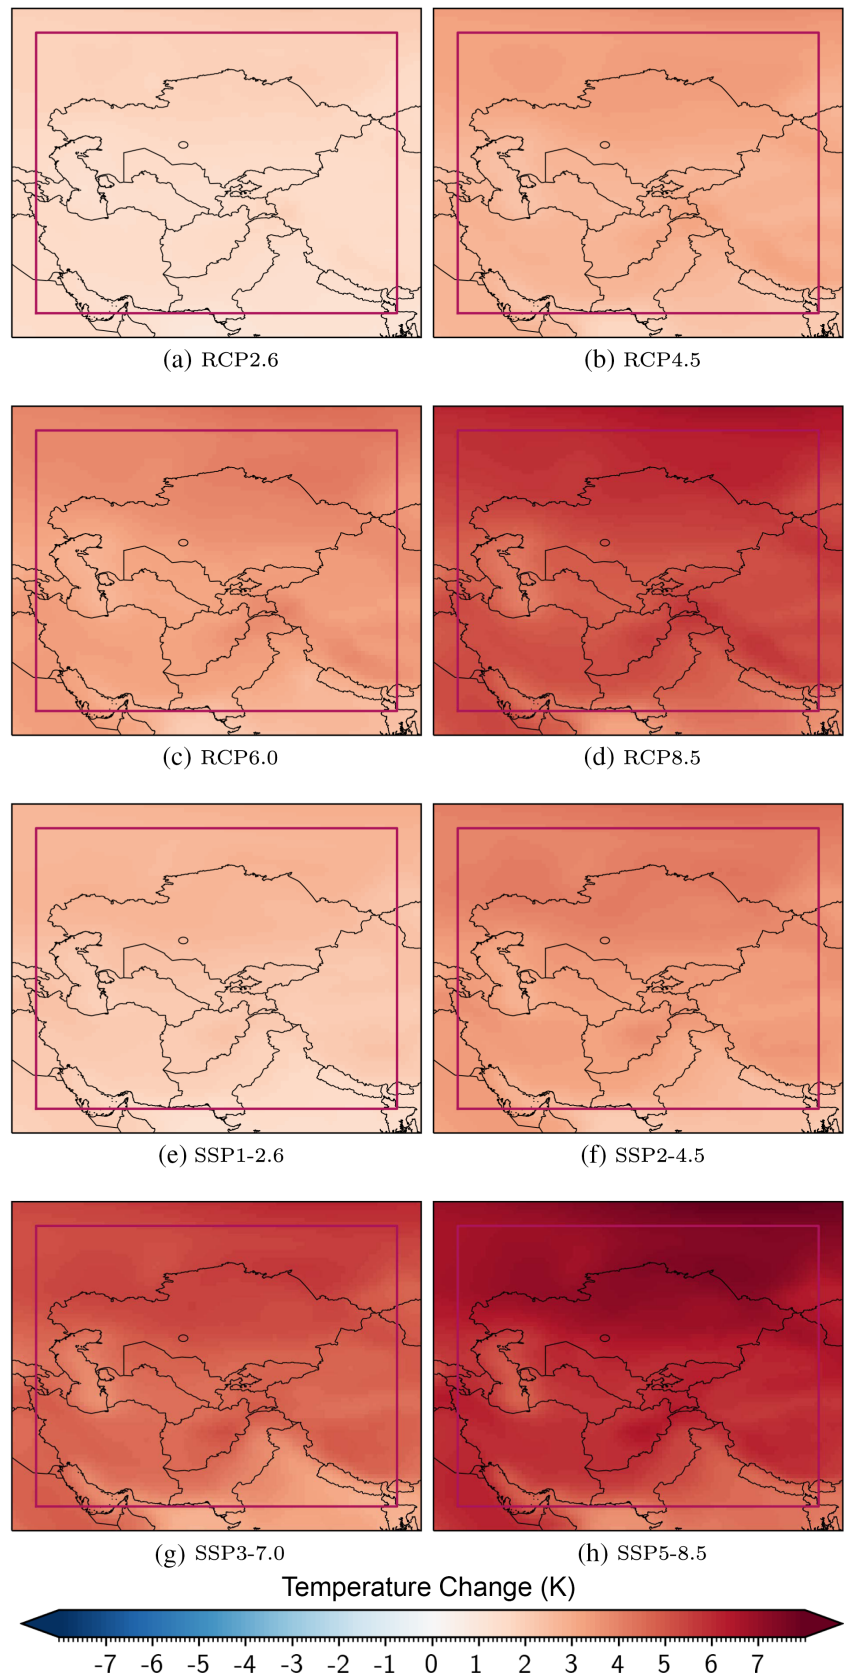 (a) RCP2.6
(b) RCP4.5
(c) RCP6.0
(d) RCP8.5
(e) SSP1-2.6
(f) SSP2-4.5
(g) SSP3-7.0
(h) SSP5-8.5
Temperature Change (K)
-7 -6 -5 -4 -3 -2 -1 0 1 2 3 4 5 6 7